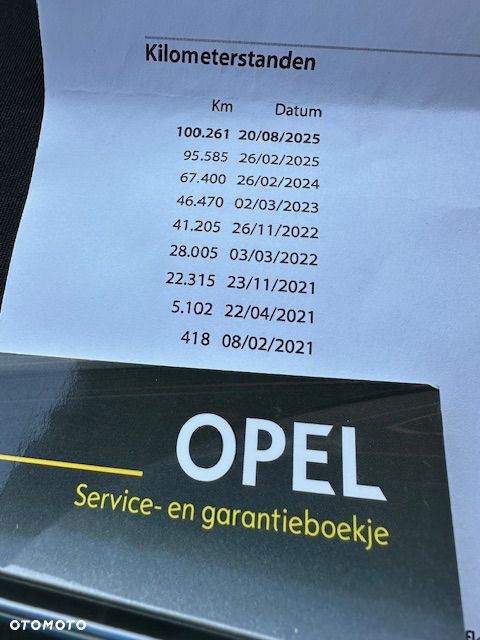 Kilometerstanden
Km Datum
100.261 20/08/2025
95.585 26/02/2025
67.400 26/02/2024
46.470 02/03/2023
41.205 26/11/2022
28.005 03/03/2022
22.315 23/11/2021
5.102 22/04/2021
418 08/02/2021
OPEL
Service- en garantieboekje
OTOMOTO